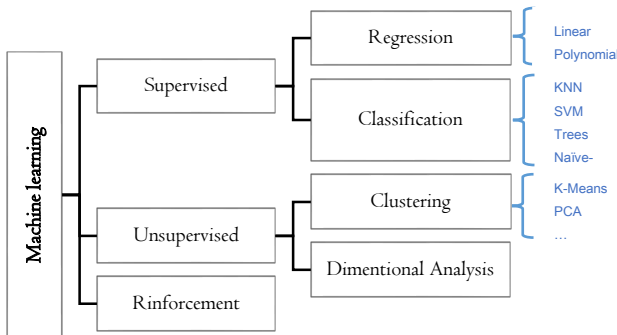 Machine learning
Supervised
Regression
Linear
Polynomial
Classification
KNN
SVM
Trees
Naïve-
Unsupervised
Clustering
K-Means
PCA
...
Dimentional Analysis
Rinforcement